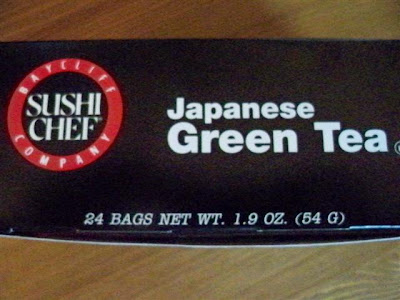 BAYCLIFF
SUSHI
CHEF
COMPANY
Japanese
Green Tea
24 BAGS NET WT. 1.9 OZ. (54 G)